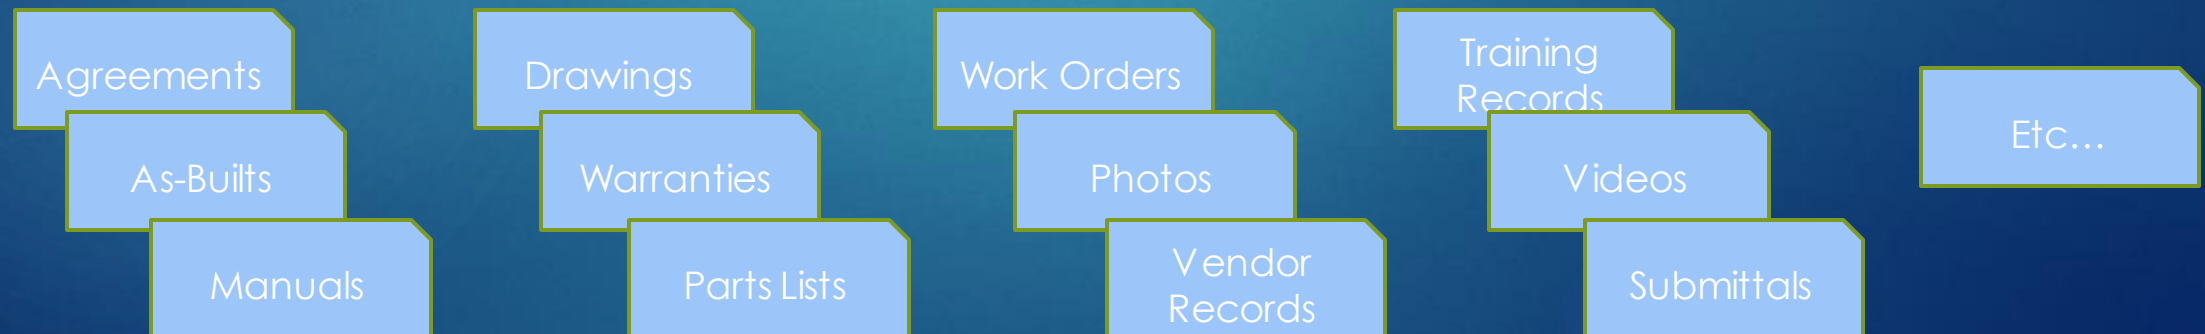 Agreements
As-Builts
Manuals
Drawings
Warranties
Parts Lists
Work Orders
Photos
Vendor
Records
Training
Records
Videos
Submittals
Etc...